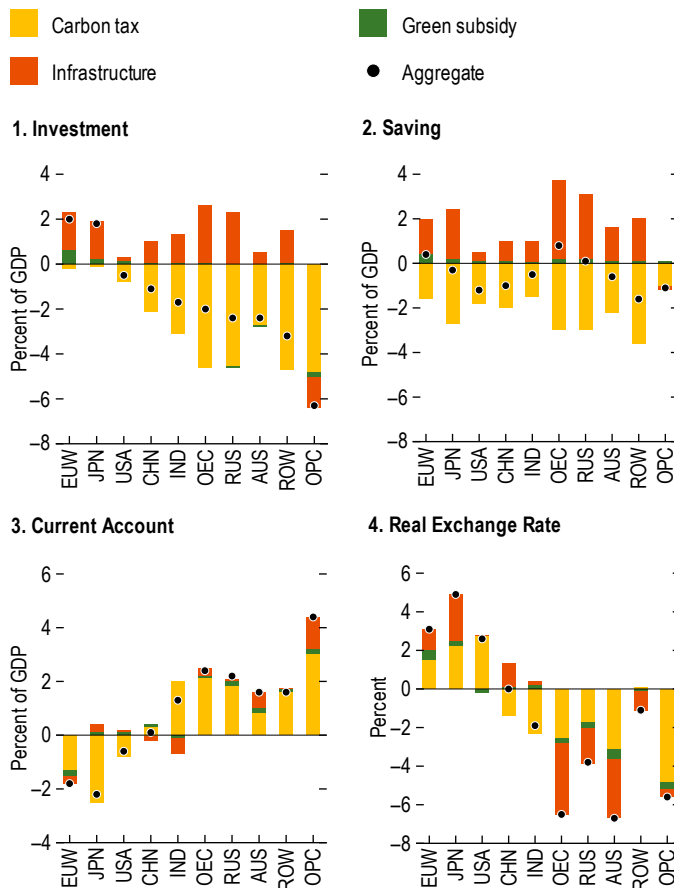 Carbon tax
Green subsidy
Infrastructure
Aggregate
1. Investment
2. Saving
4
2
0
–2
–4
–6
–8
Percent of GDP
EUW
JPN
USA
CHN
IND
OEC
RUS
AUS
ROW
OPC
4
2
0
–2
–4
–6
–8
Percent of GDP
EUW
JPN
USA
CHN
IND
OEC
RUS
AUS
ROW
OPC
3. Current Account
4. Real Exchange Rate
6
4
2
0
–2
–4
Percent of GDP
EUW
JPN
USA
CHN
IND
OEC
RUS
AUS
ROW
OPC
6
4
2
0
–2
–4
–6
–8
Percent
EUW
JPN
USA
CHN
IND
OEC
RUS
AUS
ROW
OPC